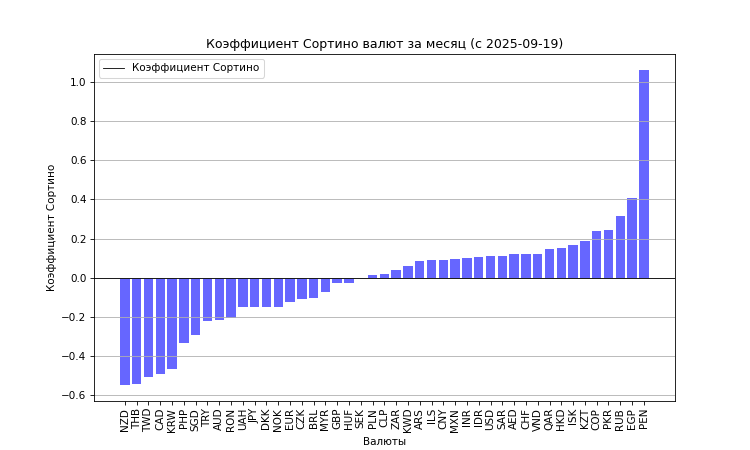 Коэффициент Сортино валют за месяц (с 2025-09-19)
Коэффициент Сортино
Коэффициент Сортино
1.0
0.8
0.6
0.4
0.2
0.0
−0.2
−0.4
−0.6
NZD THB TWD CAD KRW PHP SGD TRY AUD RON UAH JPY DKK NOK EUR CZK BRL MYR GBP HUF SEK PLN CLP ZAR KWD ARS ILS CNY MXN INR IDR USD SAR AED CHF VND QAR HKD ISK KZT COP PKR RUB EGP PEN
Валюты